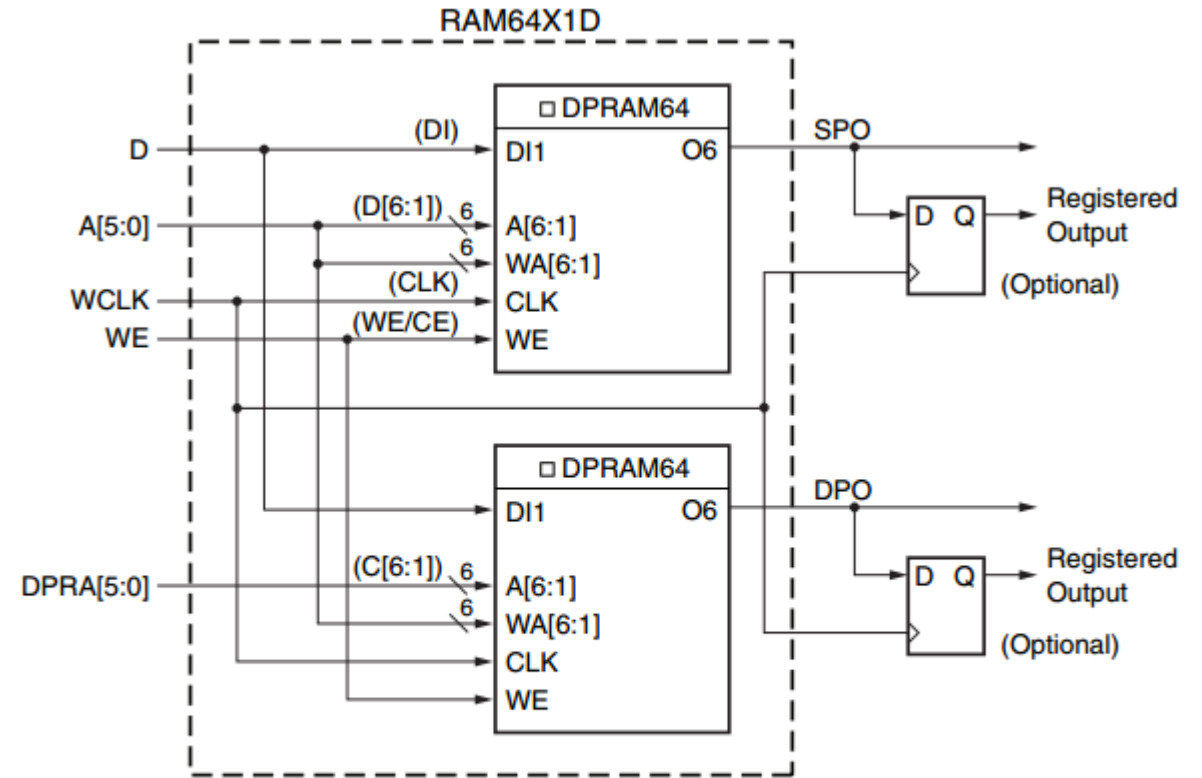 RAM64X1D
DPRAM64
D
(DI)
DI1
O6
SPO
A[5:0]
(D[6:1])
6
A[6:1]
6
WA[6:1]
WCLK
(CLK)
CLK
WE
(WE/CE)
WE
D Q
Registered
Output
(Optional)
DPRAM64
DI1
O6
DPO
DPRA[5:0]
(C[6:1])
6
A[6:1]
6
WA[6:1]
CLK
WE
D Q
Registered
Output
(Optional)